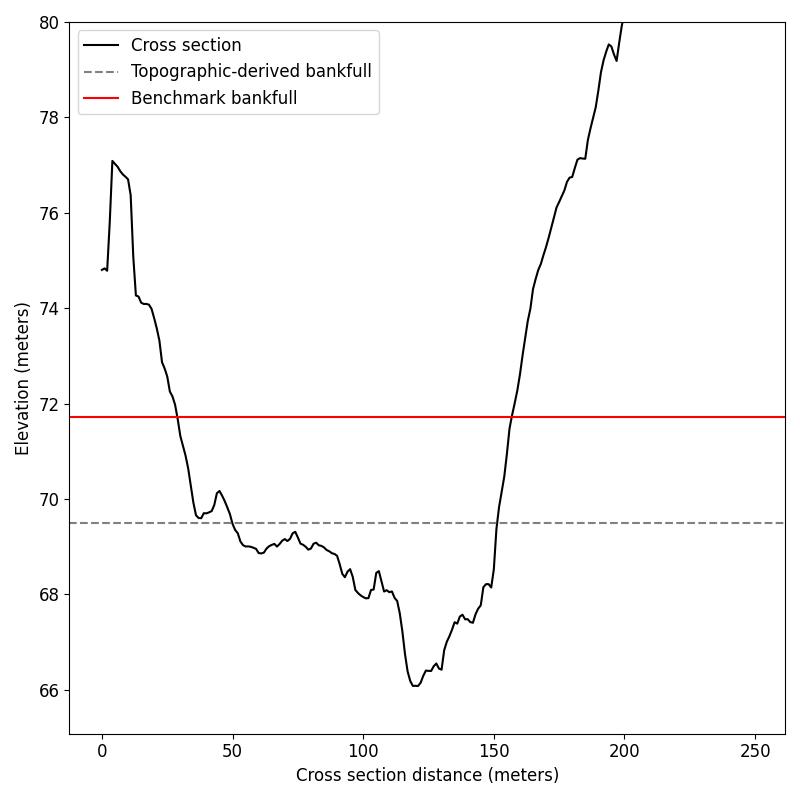 Cross section
Topographic-derived bankfull
Benchmark bankfull
80
78
76
74
72
70
68
66
Elevation (meters)
0 50 100 150 200 250
Cross section distance (meters)